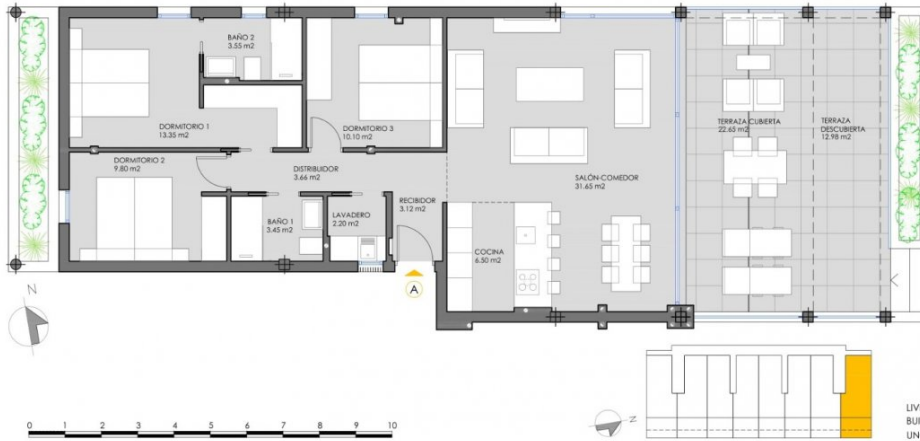 BAÑO 2
3.55 m2
DORMITORIO 1
13.35 m2
DORMITORIO 3
10.10 m2
TERRAZA CUBIERTA
22.65 m2
TERRAZA
DESCUBIERTA
12.98 m2
DORMITORIO 2
9.80 m2
DISTRIBUIDOR
3.66 m2
SALÓN-COMEDOR
31.65 m2
RECIBIDOR
3.12 m2
BAÑO 1
3.45 m2
LAVADERO
2.20 m2
COCINA
6.50 m2
A
N
N
0 1 2 3 4 5 6 7 8 9 10
LIV
BUI
UN